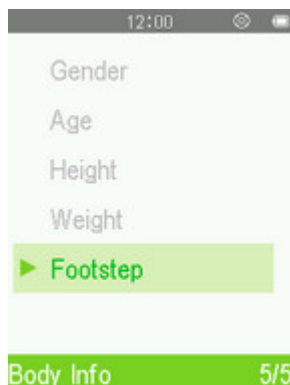 12:00
Gender
Age
Height
Weight
Footstep
Body Info 5/5